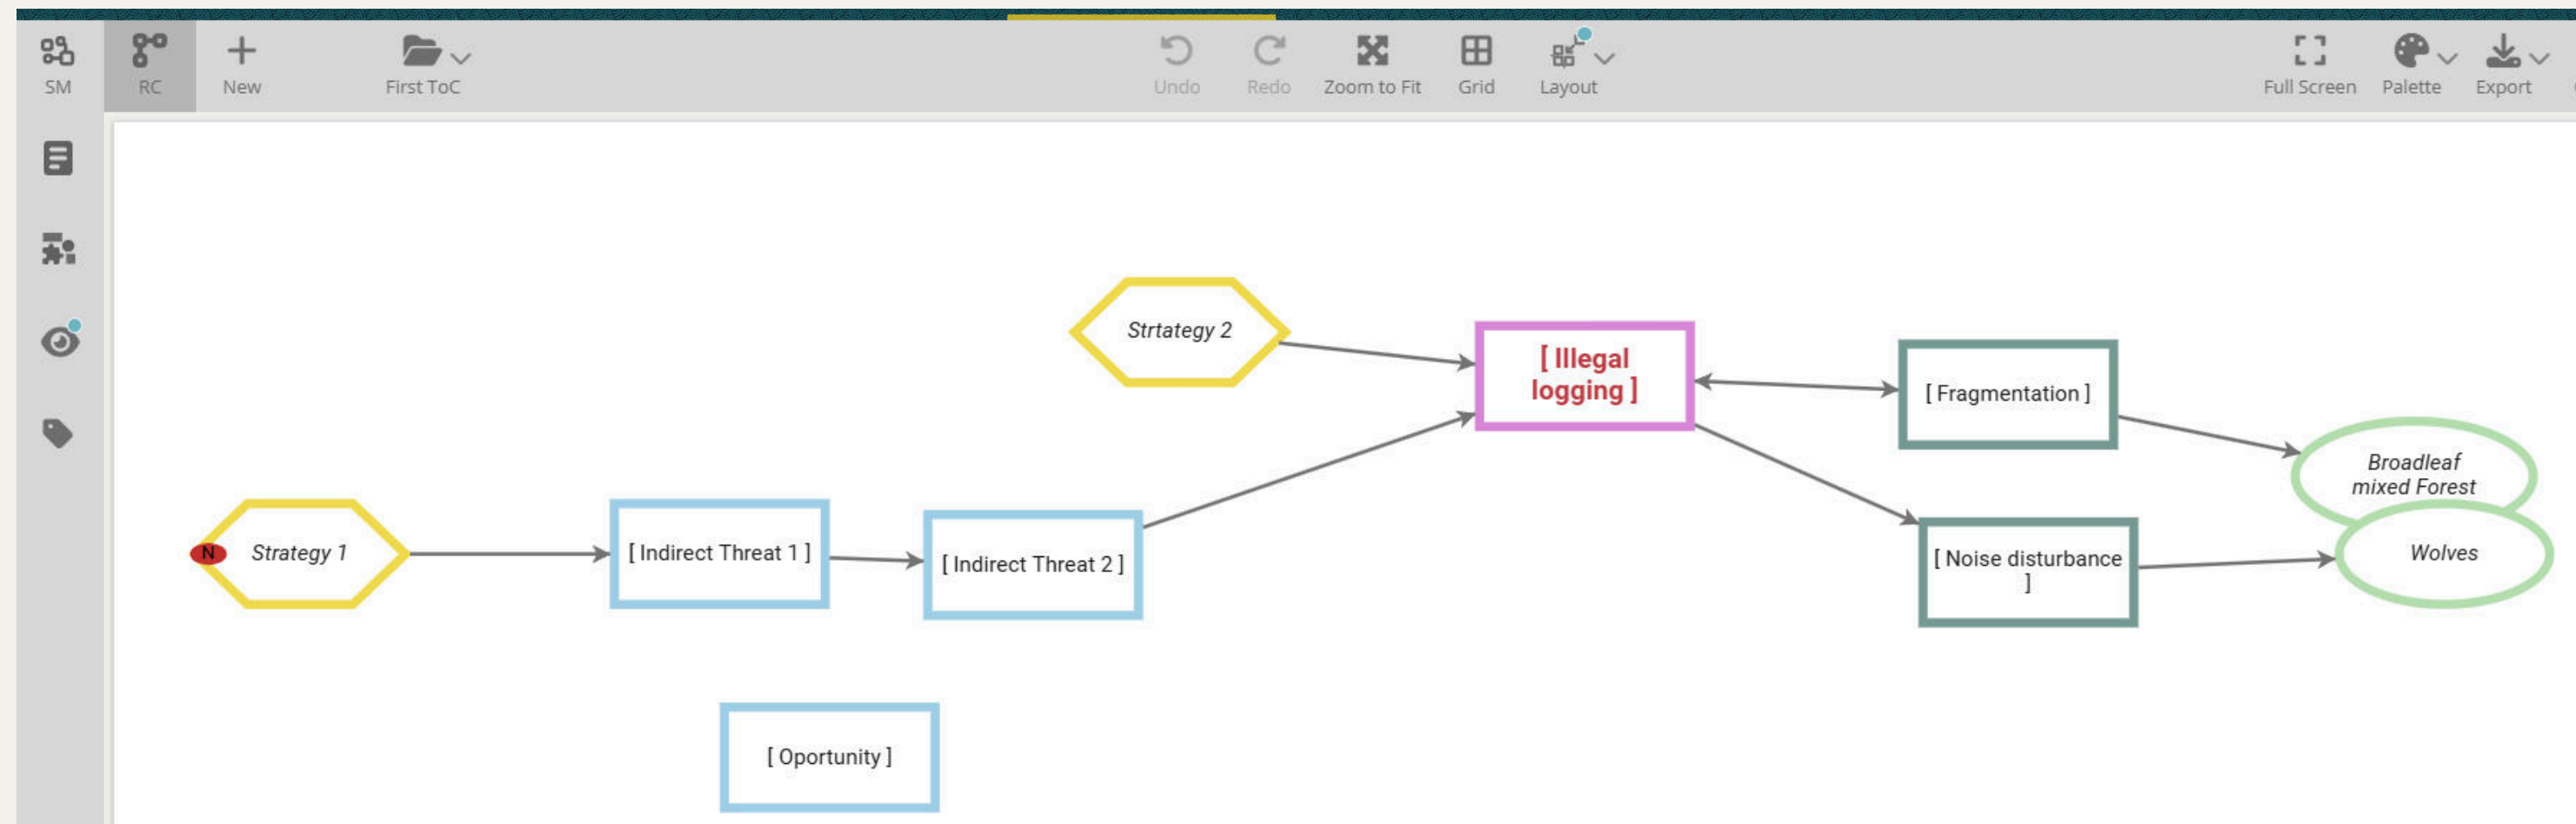 SM
RC
New
First ToC
Undo
Redo
Zoom to Fit
Grid
Layout
Full Screen
Palette
Export
Strtategy 2
[ Illegal
logging ]
[ Fragmentation ]
Broadleaf
mixed Forest
N
Strategy 1
[ Indirect Threat 1 ]
[ Indirect Threat 2 ]
[ Noise disturbance
]
Wolves
[ Oportunity ]